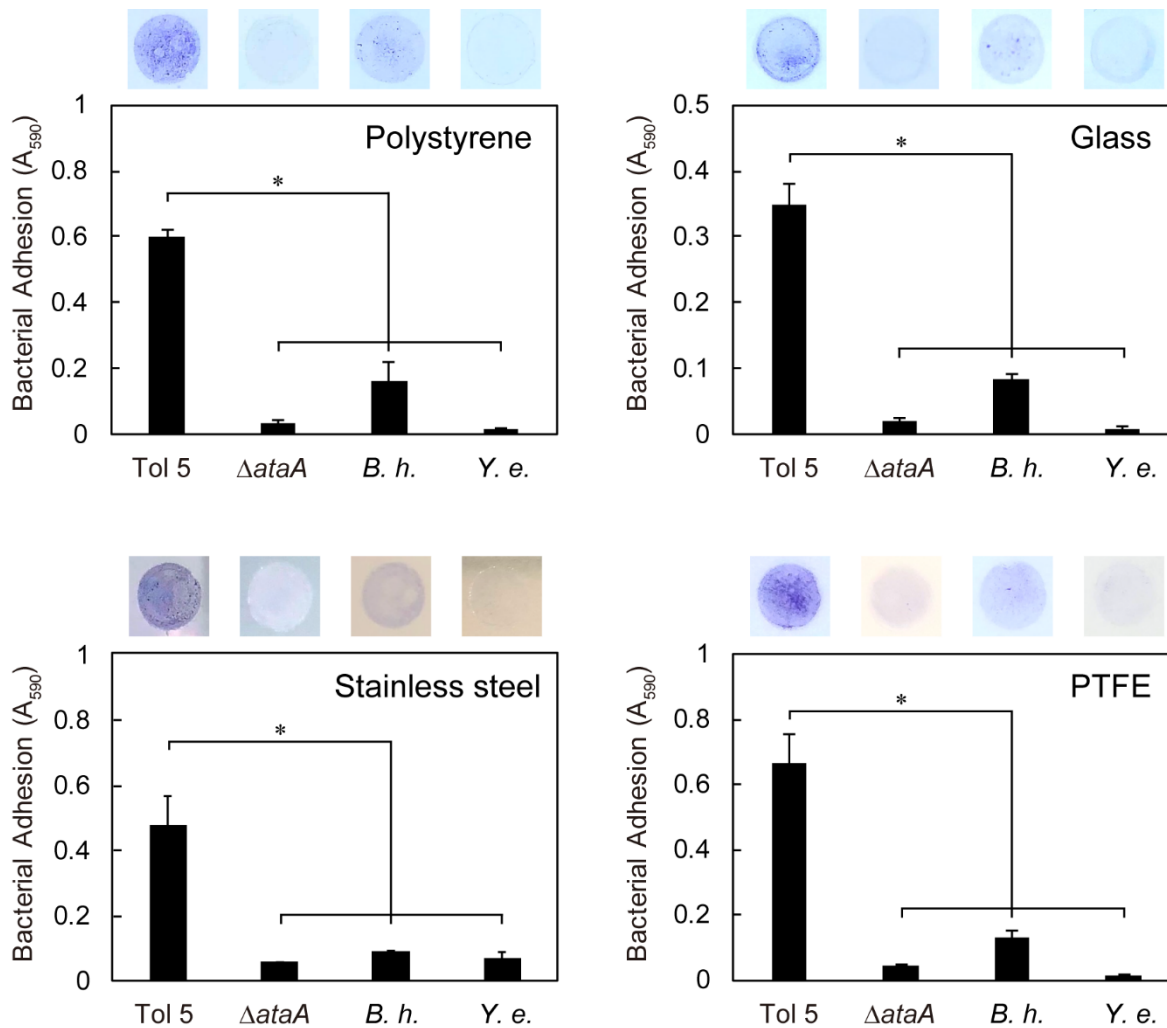 Polystyrene
Bacterial Adhesion (A590)
1
0.8
0.6
0.4
0.2
0
*
Tol 5 ΔataA B. h. Y. e.
Glass
Bacterial Adhesion (A590)
0.5
0.4
0.3
0.2
0.1
0
*
Tol 5 ΔataA B. h. Y. e.
Stainless steel
Bacterial Adhesion (A590)
1
0.8
0.6
0.4
0.2
0
*
Tol 5 ΔataA B. h. Y. e.
PTFE
Bacterial Adhesion (A590)
1
0.8
0.6
0.4
0.2
0
*
Tol 5 ΔataA B. h. Y. e.